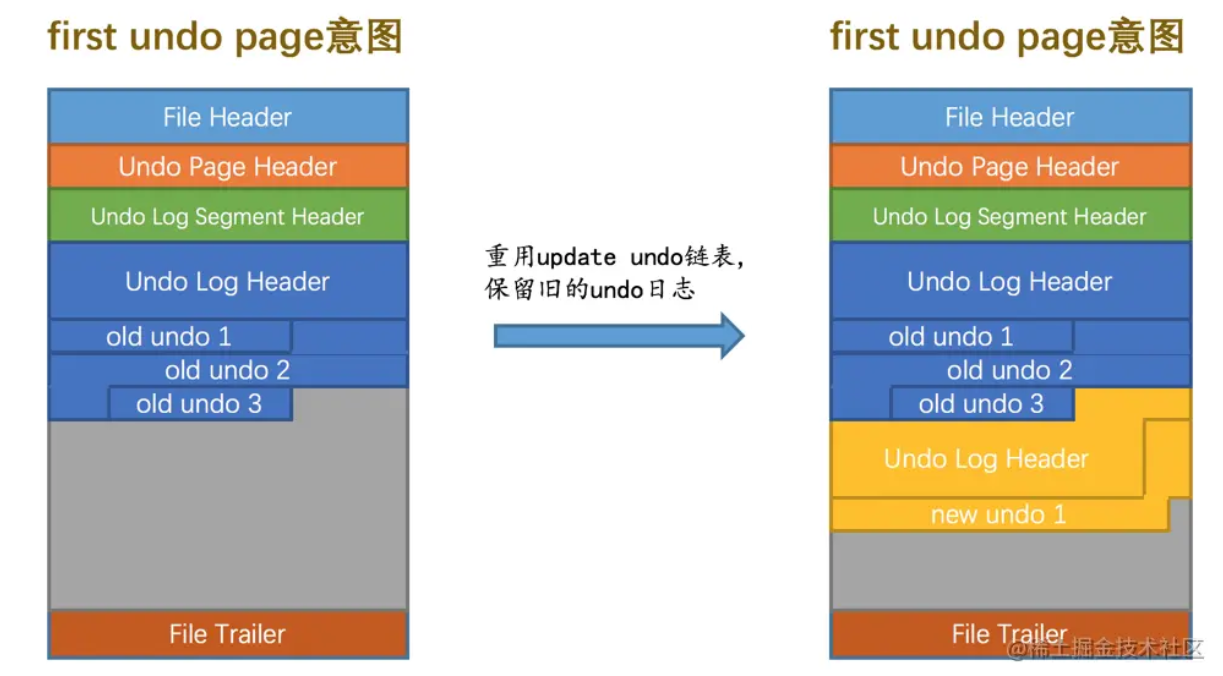 first undo page意图
File Header
Undo Page Header
Undo Log Segment Header
Undo Log Header
old undo 1
old undo 2
old undo 3
File Trailer
重用update undo链表，
保留旧的undo日志
first undo page意图
File Header
Undo Page Header
Undo Log Segment Header
Undo Log Header
old undo 1
old undo 2
old undo 3
Undo Log Header
new undo 1
File Trailer
@稀土掘金技术社区